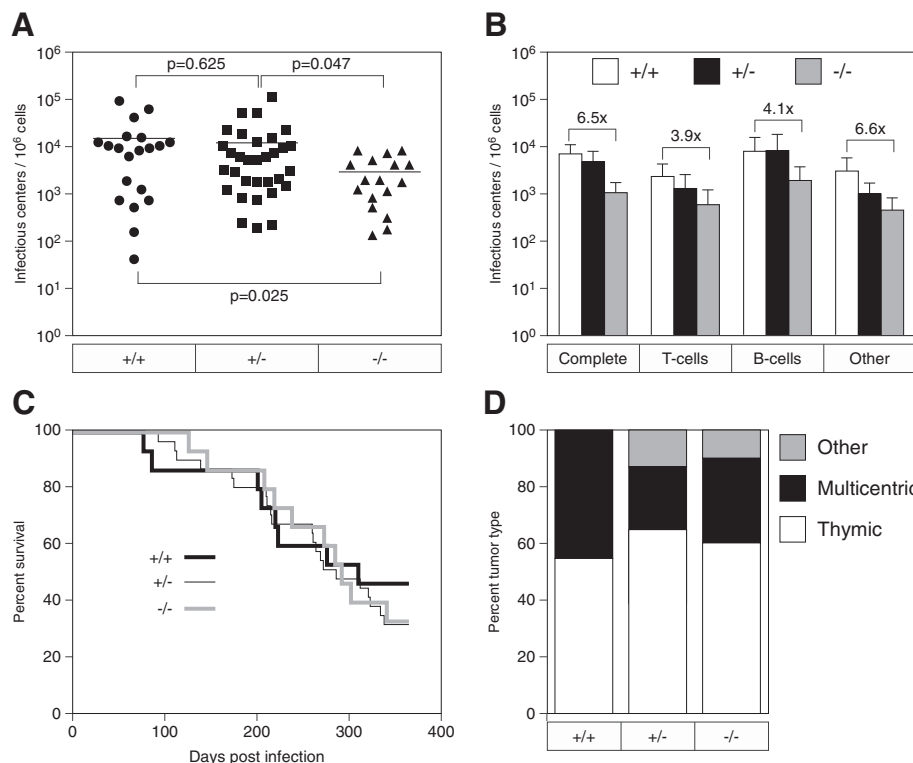 A
10^6
10^5
10^4
10^3
10^2
10^1
10^0
Infectious centers / 10^6 cells
p=0.625
p=0.047
p=0.025
+/+ +/- -/-
B
10^6
10^5
10^4
10^3
10^2
10^1
10^0
Infectious centers / 10^6 cells
+/+ +/- -/-
6.5x
3.9x
4.1x
6.6x
Complete T-cells B-cells Other
C
100
80
60
40
20
0
Percent survival
+/+
+/-
-/-
0 100 200 300 400
Days post infection
D
100
80
60
40
20
0
Percent tumor type
+/+ +/- -/-
Other
Multicentric
Thymic